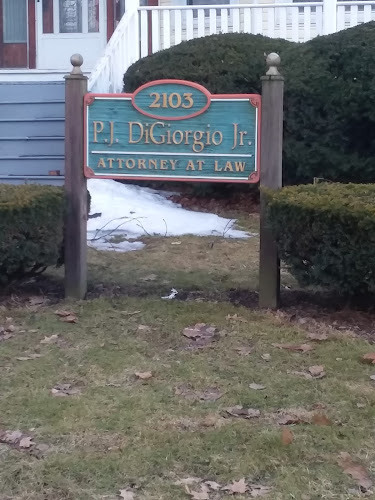 2103
P.J. DiGiorgio Jr.
ATTORNEY AT LAW